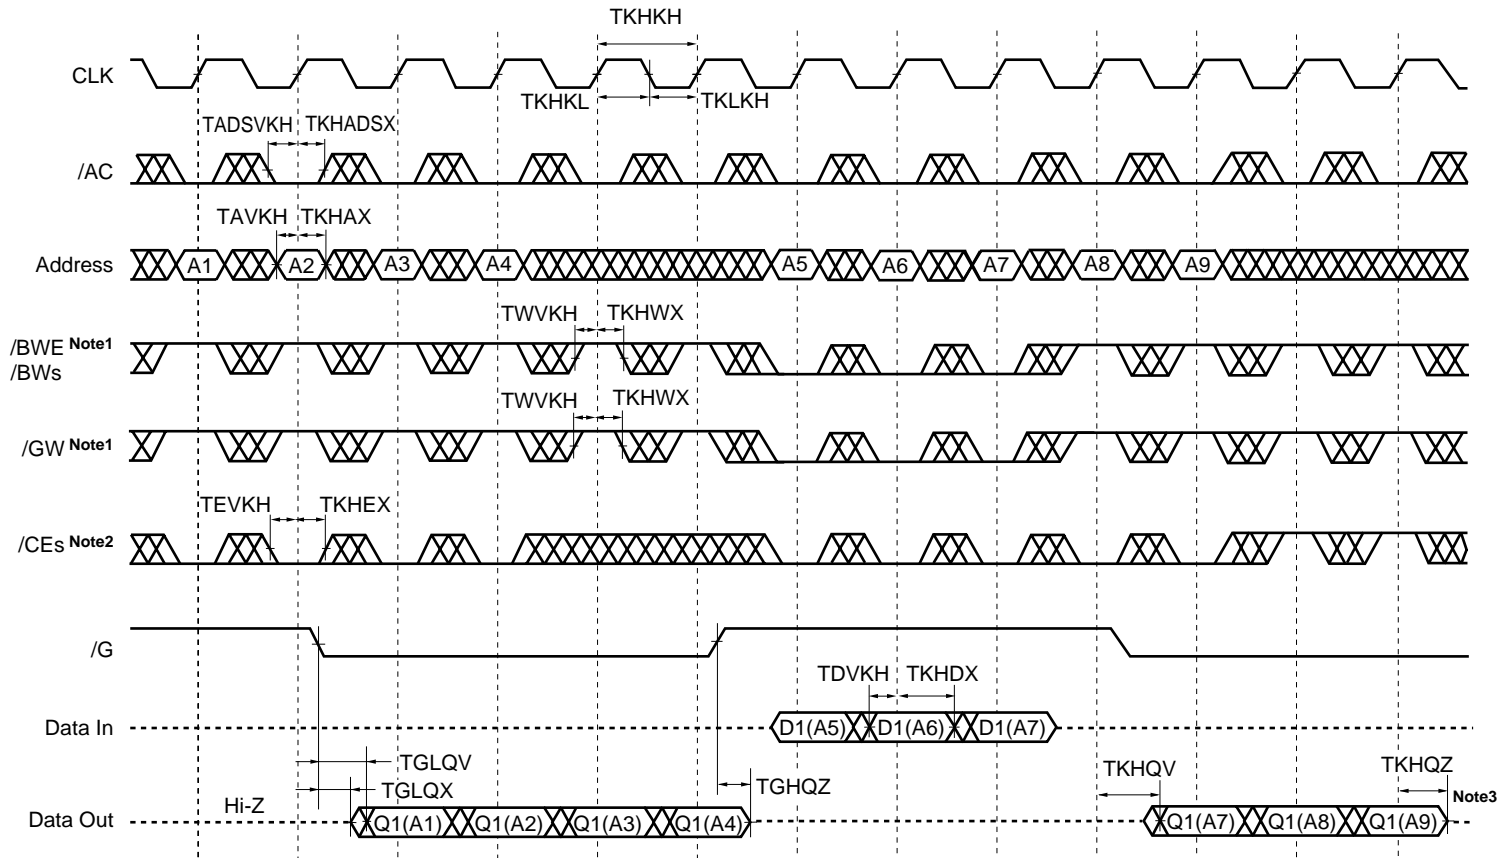 TKHKH
CLK
TKHKL TKLKH
TADSVKH TKHADSX
/AC
TAVKH TKHAX
Address A1 A2 A3 A4 A5 A6 A7 A8 A9
TWVKH TKHWX
/BWE Note1
/BWs
TWVKH TKHWX
/GW Note1
TEVKH TKHEX
/CEs Note2
/G
TDVKH TKHDX
Data In D1(A5) D1(A6) D1(A7)
TGLQV
TGLQX TGHQZ TKHQV TKHQZ
Hi-Z Note3
Data Out Q1(A1) Q1(A2) Q1(A3) Q1(A4) Q1(A7) Q1(A8) Q1(A9)